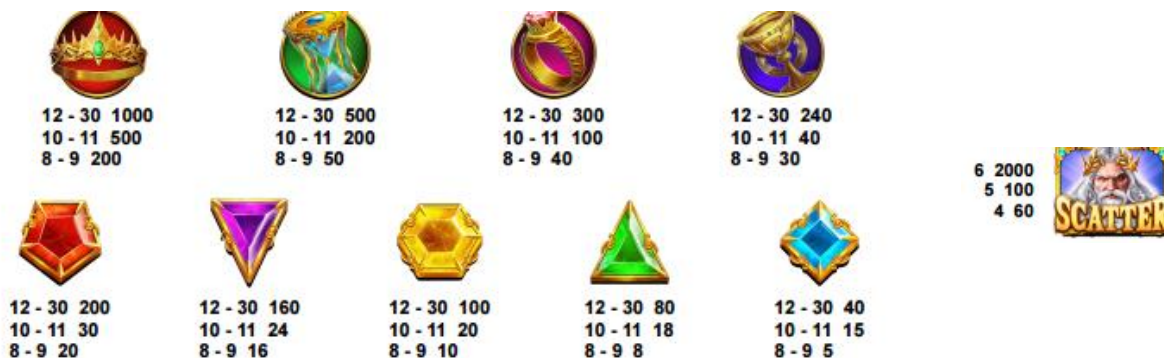 12 - 30 1000
10 - 11 500
8 - 9 200
12 - 30 500
10 - 11 200
8 - 9 50
12 - 30 300
10 - 11 100
8 - 9 40
12 - 30 240
10 - 11 40
8 - 9 30
6 2000
5 100
4 60
SCATTER
12 - 30 200
10 - 11 30
8 - 9 20
12 - 30 160
10 - 11 24
8 - 9 16
12 - 30 100
10 - 11 20
8 - 9 10
12 - 30 80
10 - 11 18
8 - 9 8
12 - 30 40
10 - 11 15
8 - 9 5